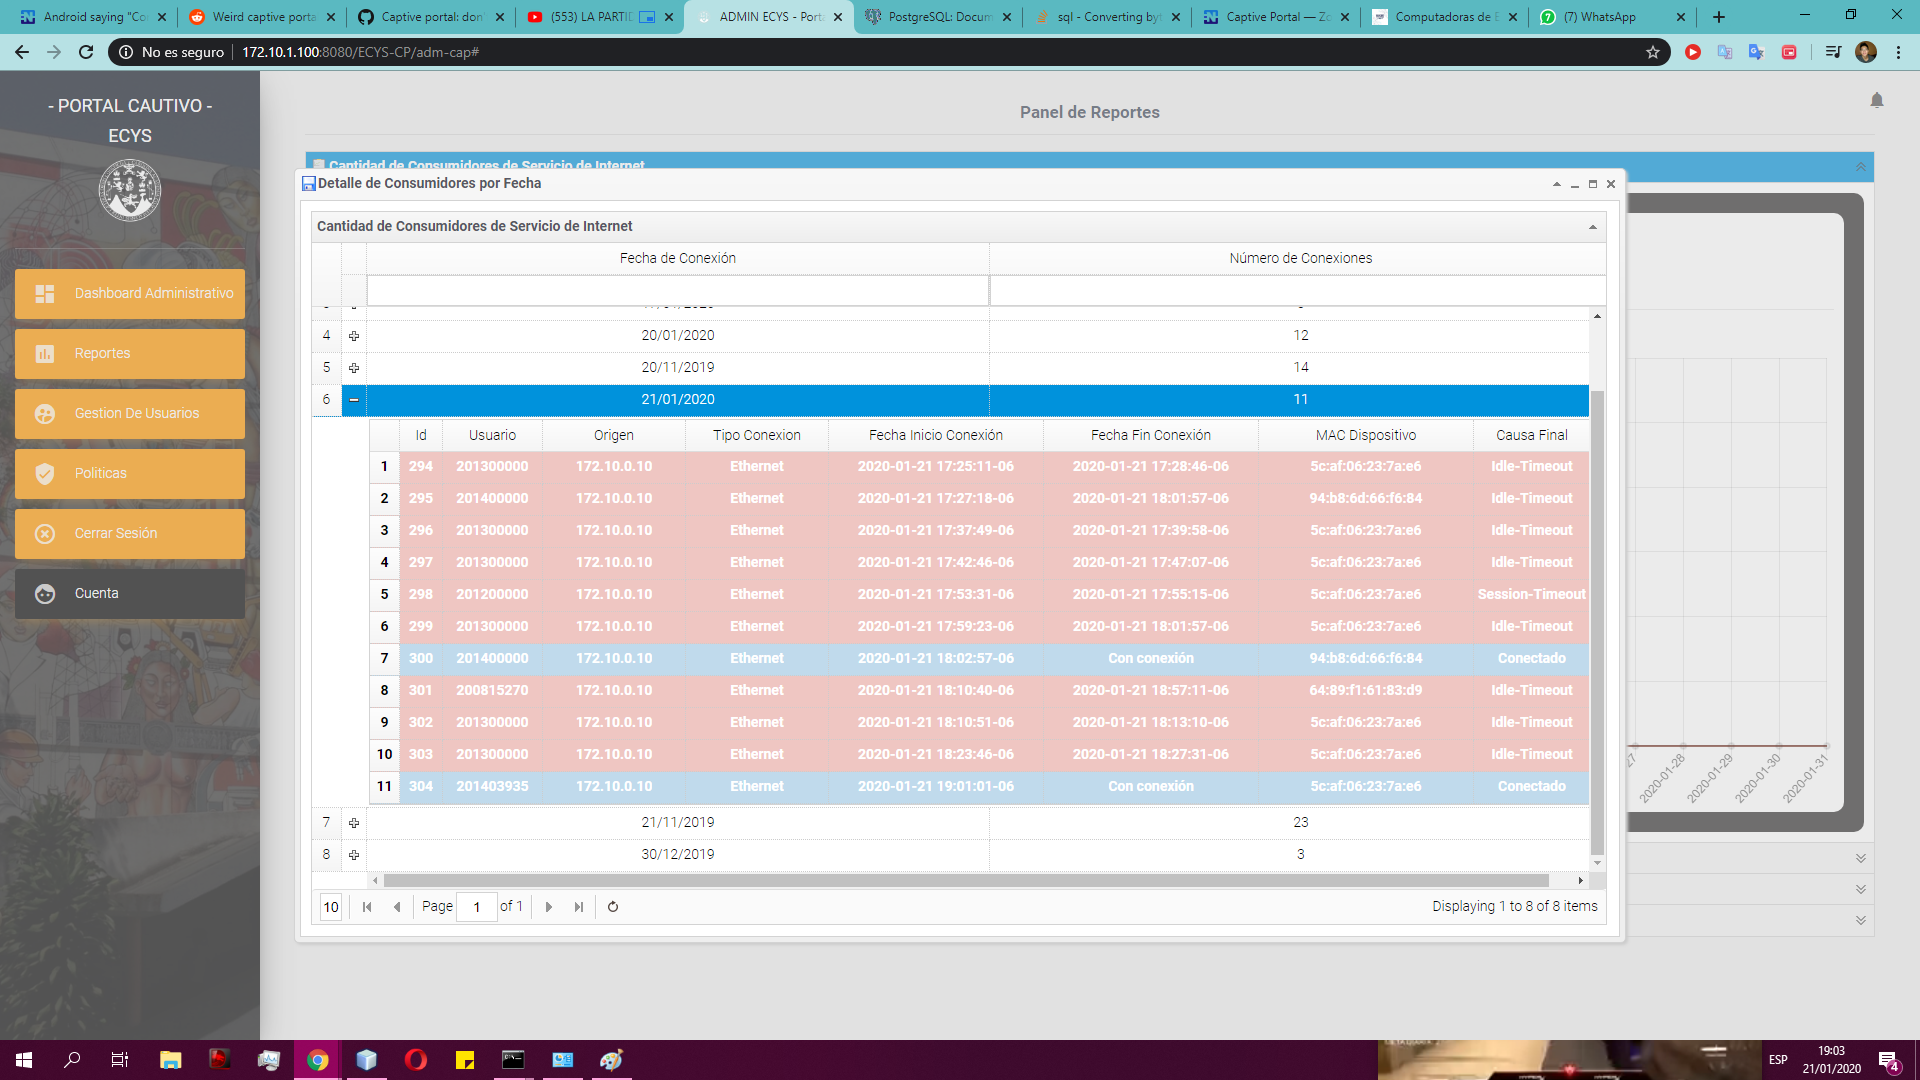 Android saying "Co
Weird captive porta
Captive portal: don'
(553) LA PARTID
ADMIN ECYS - Porta
PostgreSQL: Docum
sql - Converting byt
Captive Portal — Zo
Computadoras de E
(7) WhatsApp
No es seguro
172.10.1.100:8080/ECYS-CP/adm-cap#
- PORTAL CAUTIVO -
ECYS
Dashboard Administrativo
Reportes
Gestion De Usuarios
Politicas
Cerrar Sesión
Cuenta
Panel de Reportes
Cantidad de Consumidores de Servicio de Internet
Detalle de Consumidores por Fecha
Cantidad de Consumidores de Servicio de Internet
Fecha de Conexión Número de Conexiones
4 20/01/2020 12
5 20/11/2019 14
6 21/01/2020 11
Id Usuario Origen Tipo Conexion Fecha Inicio Conexión Fecha Fin Conexión MAC Dispositivo Causa Final
1 294 201300000 172.10.0.10 Ethernet 2020-01-21 17:25:11-06 2020-01-21 17:28:46-06 5c:af:06:23:7a:e6 Idle-Timeout
2 295 201400000 172.10.0.10 Ethernet 2020-01-21 17:27:18-06 2020-01-21 18:01:57-06 94:b8:6d:66:f6:84 Idle-Timeout
3 296 201300000 172.10.0.10 Ethernet 2020-01-21 17:37:49-06 2020-01-21 17:39:58-06 5c:af:06:23:7a:e6 Idle-Timeout
4 297 201300000 172.10.0.10 Ethernet 2020-01-21 17:42:46-06 2020-01-21 17:47:07-06 5c:af:06:23:7a:e6 Idle-Timeout
5 298 201200000 172.10.0.10 Ethernet 2020-01-21 17:53:31-06 2020-01-21 17:55:15-06 5c:af:06:23:7a:e6 Session-Timeout
6 299 201300000 172.10.0.10 Ethernet 2020-01-21 17:59:23-06 2020-01-21 18:01:57-06 5c:af:06:23:7a:e6 Idle-Timeout
7 300 201400000 172.10.0.10 Ethernet 2020-01-21 18:02:57-06 Con conexión 94:b8:6d:66:f6:84 Conectado
8 301 200815270 172.10.0.10 Ethernet 2020-01-21 18:10:40-06 2020-01-21 18:57:11-06 64:89:f1:61:83:d9 Idle-Timeout
9 302 201300000 172.10.0.10 Ethernet 2020-01-21 18:10:51-06 2020-01-21 18:13:10-06 5c:af:06:23:7a:e6 Idle-Timeout
10 303 201300000 172.10.0.10 Ethernet 2020-01-21 18:23:46-06 2020-01-21 18:27:31-06 5c:af:06:23:7a:e6 Idle-Timeout
11 304 201403935 172.10.0.10 Ethernet 2020-01-21 19:01:01-06 Con conexión 5c:af:06:23:7a:e6 Conectado
7 21/11/2019 23
8 30/12/2019 3
10 Page 1 of 1 Displaying 1 to 8 of 8 items
27
2020-01-28
2020-01-29
2020-01-30
2020-01-31
ESP
19:03
21/01/2020
4